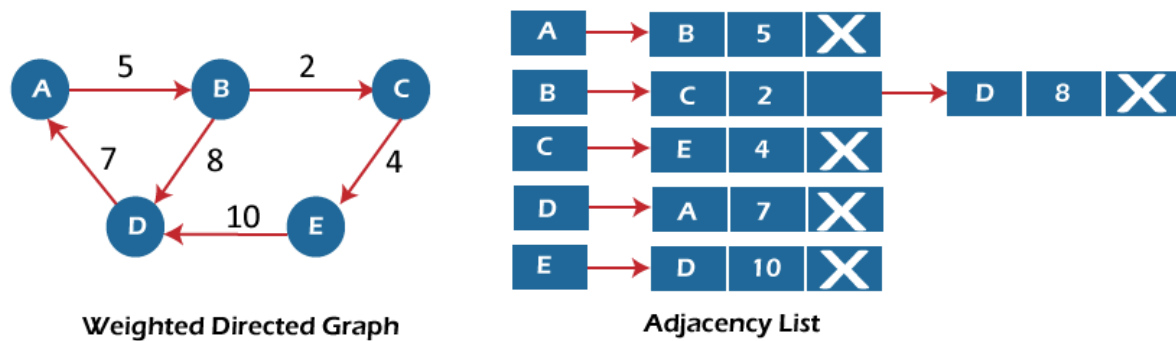 A 5 B 2 C
7 8 4
D 10 E
Weighted Directed Graph
A B 5 X
B C 2 D 8 X
C E 4 X
D A 7 X
E D 10 X
Adjacency List